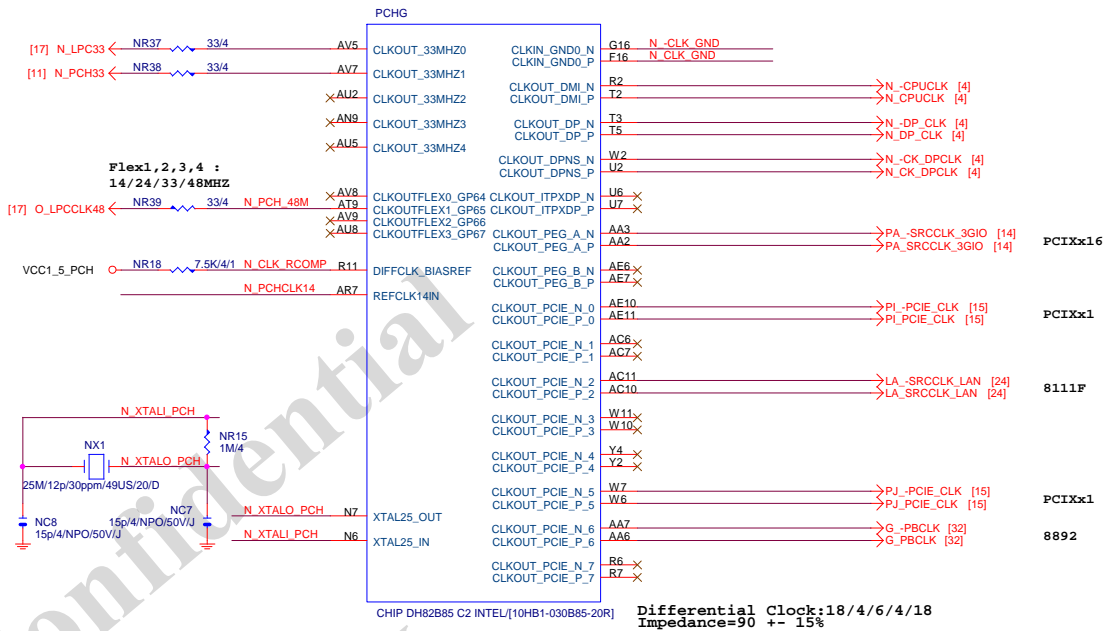 PCHG
[17] N_LPC33 NR37 33/4 AV5 CLKOUT_33MHZ0
[11] N_PCH33 NR38 33/4 AV7 CLKOUT_33MHZ1
AU2 CLKOUT_33MHZ2
AN9 CLKOUT_33MHZ3
AU5 CLKOUT_33MHZ4
Flex1,2,3,4 :
14/24/33/48MHZ
AV8 CLKOUTFLEX0_GP64
[17] O_LPCCLK48 NR39 33/4 N_PCH_48M AT9 CLKOUTFLEX1_GP65
AV9 CLKOUTFLEX2_GP66
AU8 CLKOUTFLEX3_GP67
VCC1_5_PCH NR18 7.5K/4/1 N_CLK_RCOMP R11 DIFFCLK_BIASREF
N_PCHCLK14 AR7 REFCLK14IN
N_XTALI_PCH
NR15
1M/4
NX1
N_XTALO_PCH
25M/12p/30ppm/49US/20/D
NC8
15p/4/NPO/50V/J
NC7
15p/4/NPO/50V/J
N_XTALO_PCH N7 XTAL25_OUT
N_XTALI_PCH N6 XTAL25_IN
CLKIN_GND0_N G16 N_-CLK_GND
CLKIN_GND0_P F16 N_CLK_GND
CLKOUT_DMI_N R2 N_-CPUCLK [4]
CLKOUT_DMI_P T2 N_CPUCLK [4]
CLKOUT_DP_N T3 N_-DP_CLK [4]
CLKOUT_DP_P T5 N_DP_CLK [4]
CLKOUT_DPNS_N W2 N_-CK_DPCLK [4]
CLKOUT_DPNS_P U2 N_CK_DPCLK [4]
CLKOUT_ITPXDP_N U6
CLKOUT_ITPXDP_P U7
CLKOUT_PEG_A_N AA3 PA_-SRCCLK_3GIO [14]
CLKOUT_PEG_A_P AA2 PA_SRCCLK_3GIO [14]
PCIXx16
CLKOUT_PEG_B_N AE6
CLKOUT_PEG_B_P AE7
CLKOUT_PCIE_N_0 AE10 PI_-PCIE_CLK [15]
CLKOUT_PCIE_P_0 AE11 PI_PCIE_CLK [15]
PCIXx1
CLKOUT_PCIE_N_1 AC6
CLKOUT_PCIE_P_1 AC7
CLKOUT_PCIE_N_2 AC11 LA_-SRCCLK_LAN [24]
CLKOUT_PCIE_P_2 AC10 LA_SRCCLK_LAN [24]
8111F
CLKOUT_PCIE_N_3 W11
CLKOUT_PCIE_P_3 W10
CLKOUT_PCIE_N_4 Y4
CLKOUT_PCIE_P_4 Y2
CLKOUT_PCIE_N_5 W7 PJ_-PCIE_CLK [15]
CLKOUT_PCIE_P_5 W6 PJ_PCIE_CLK [15]
PCIXx1
CLKOUT_PCIE_N_6 AA7 G_-PBCLK [32]
CLKOUT_PCIE_P_6 AA6 G_PBCLK [32]
8892
CLKOUT_PCIE_N_7 R6
CLKOUT_PCIE_P_7 R7
CHIP DH82B85 C2 INTEL/[10HB1-030B85-20R]
Differential Clock:18/4/6/4/18
Impedance=90 +- 15%
onfidential